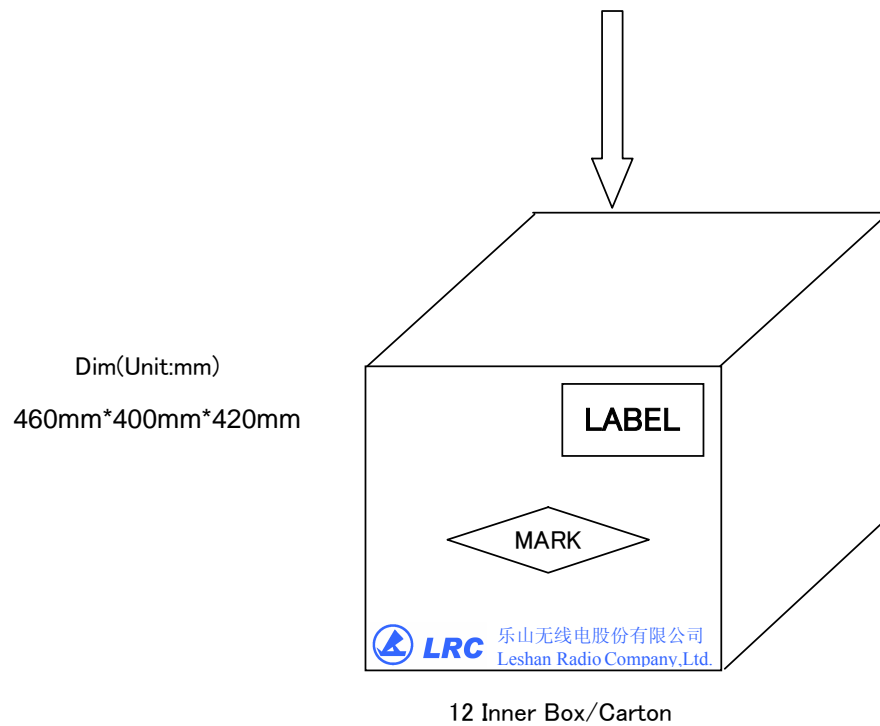 Dim(Unit:mm)
460mm*400mm*420mm
LABEL
MARK
LRC
乐山无线电股份有限公司
Leshan Radio Company,Ltd.
12 Inner Box/Carton